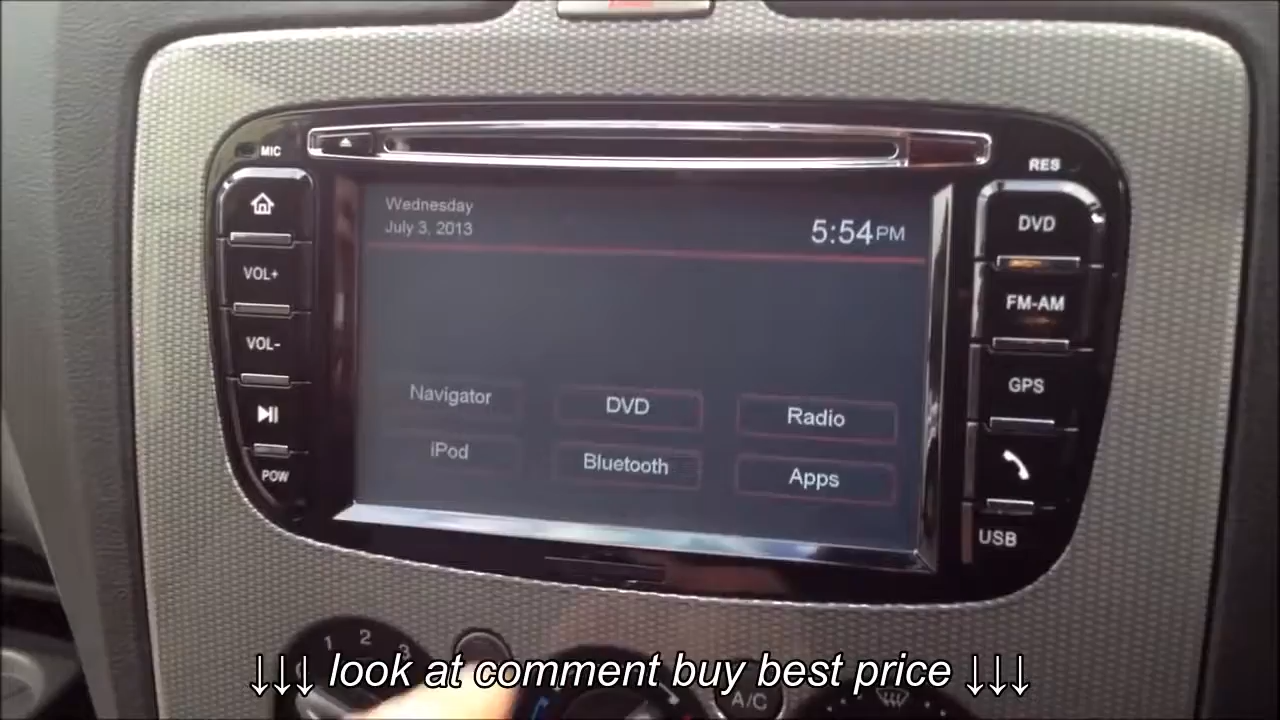 MIC
RES
VOL+
VOL-
POW
Wednesday
July 3, 2013
5:54PM
Navigator
DVD
Radio
iPod
Bluetooth
Apps
DVD
FM-AM
GPS
USB
1 2 3
A/C
↓↓↓ look at comment buy best price ↓↓↓